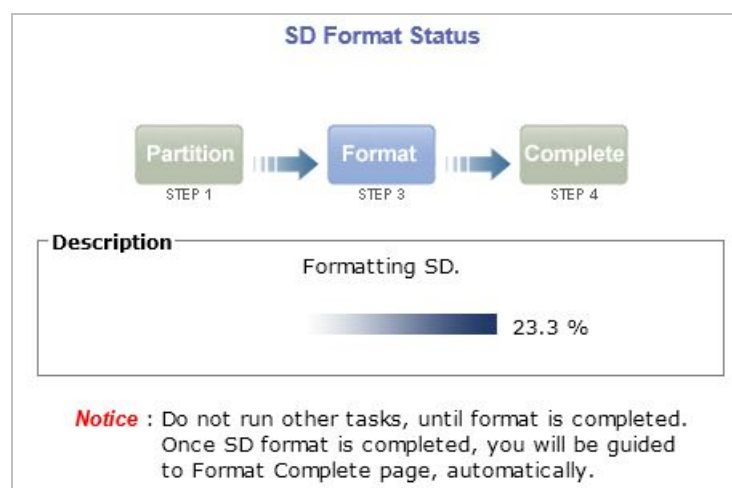 SD Format Status
Partition
Format
Complete
STEP 1
STEP 3
STEP 4
Description
Formatting SD.
23.3 %
Notice : Do not run other tasks, until format is completed.
Once SD format is completed, you will be guided
to Format Complete page, automatically.